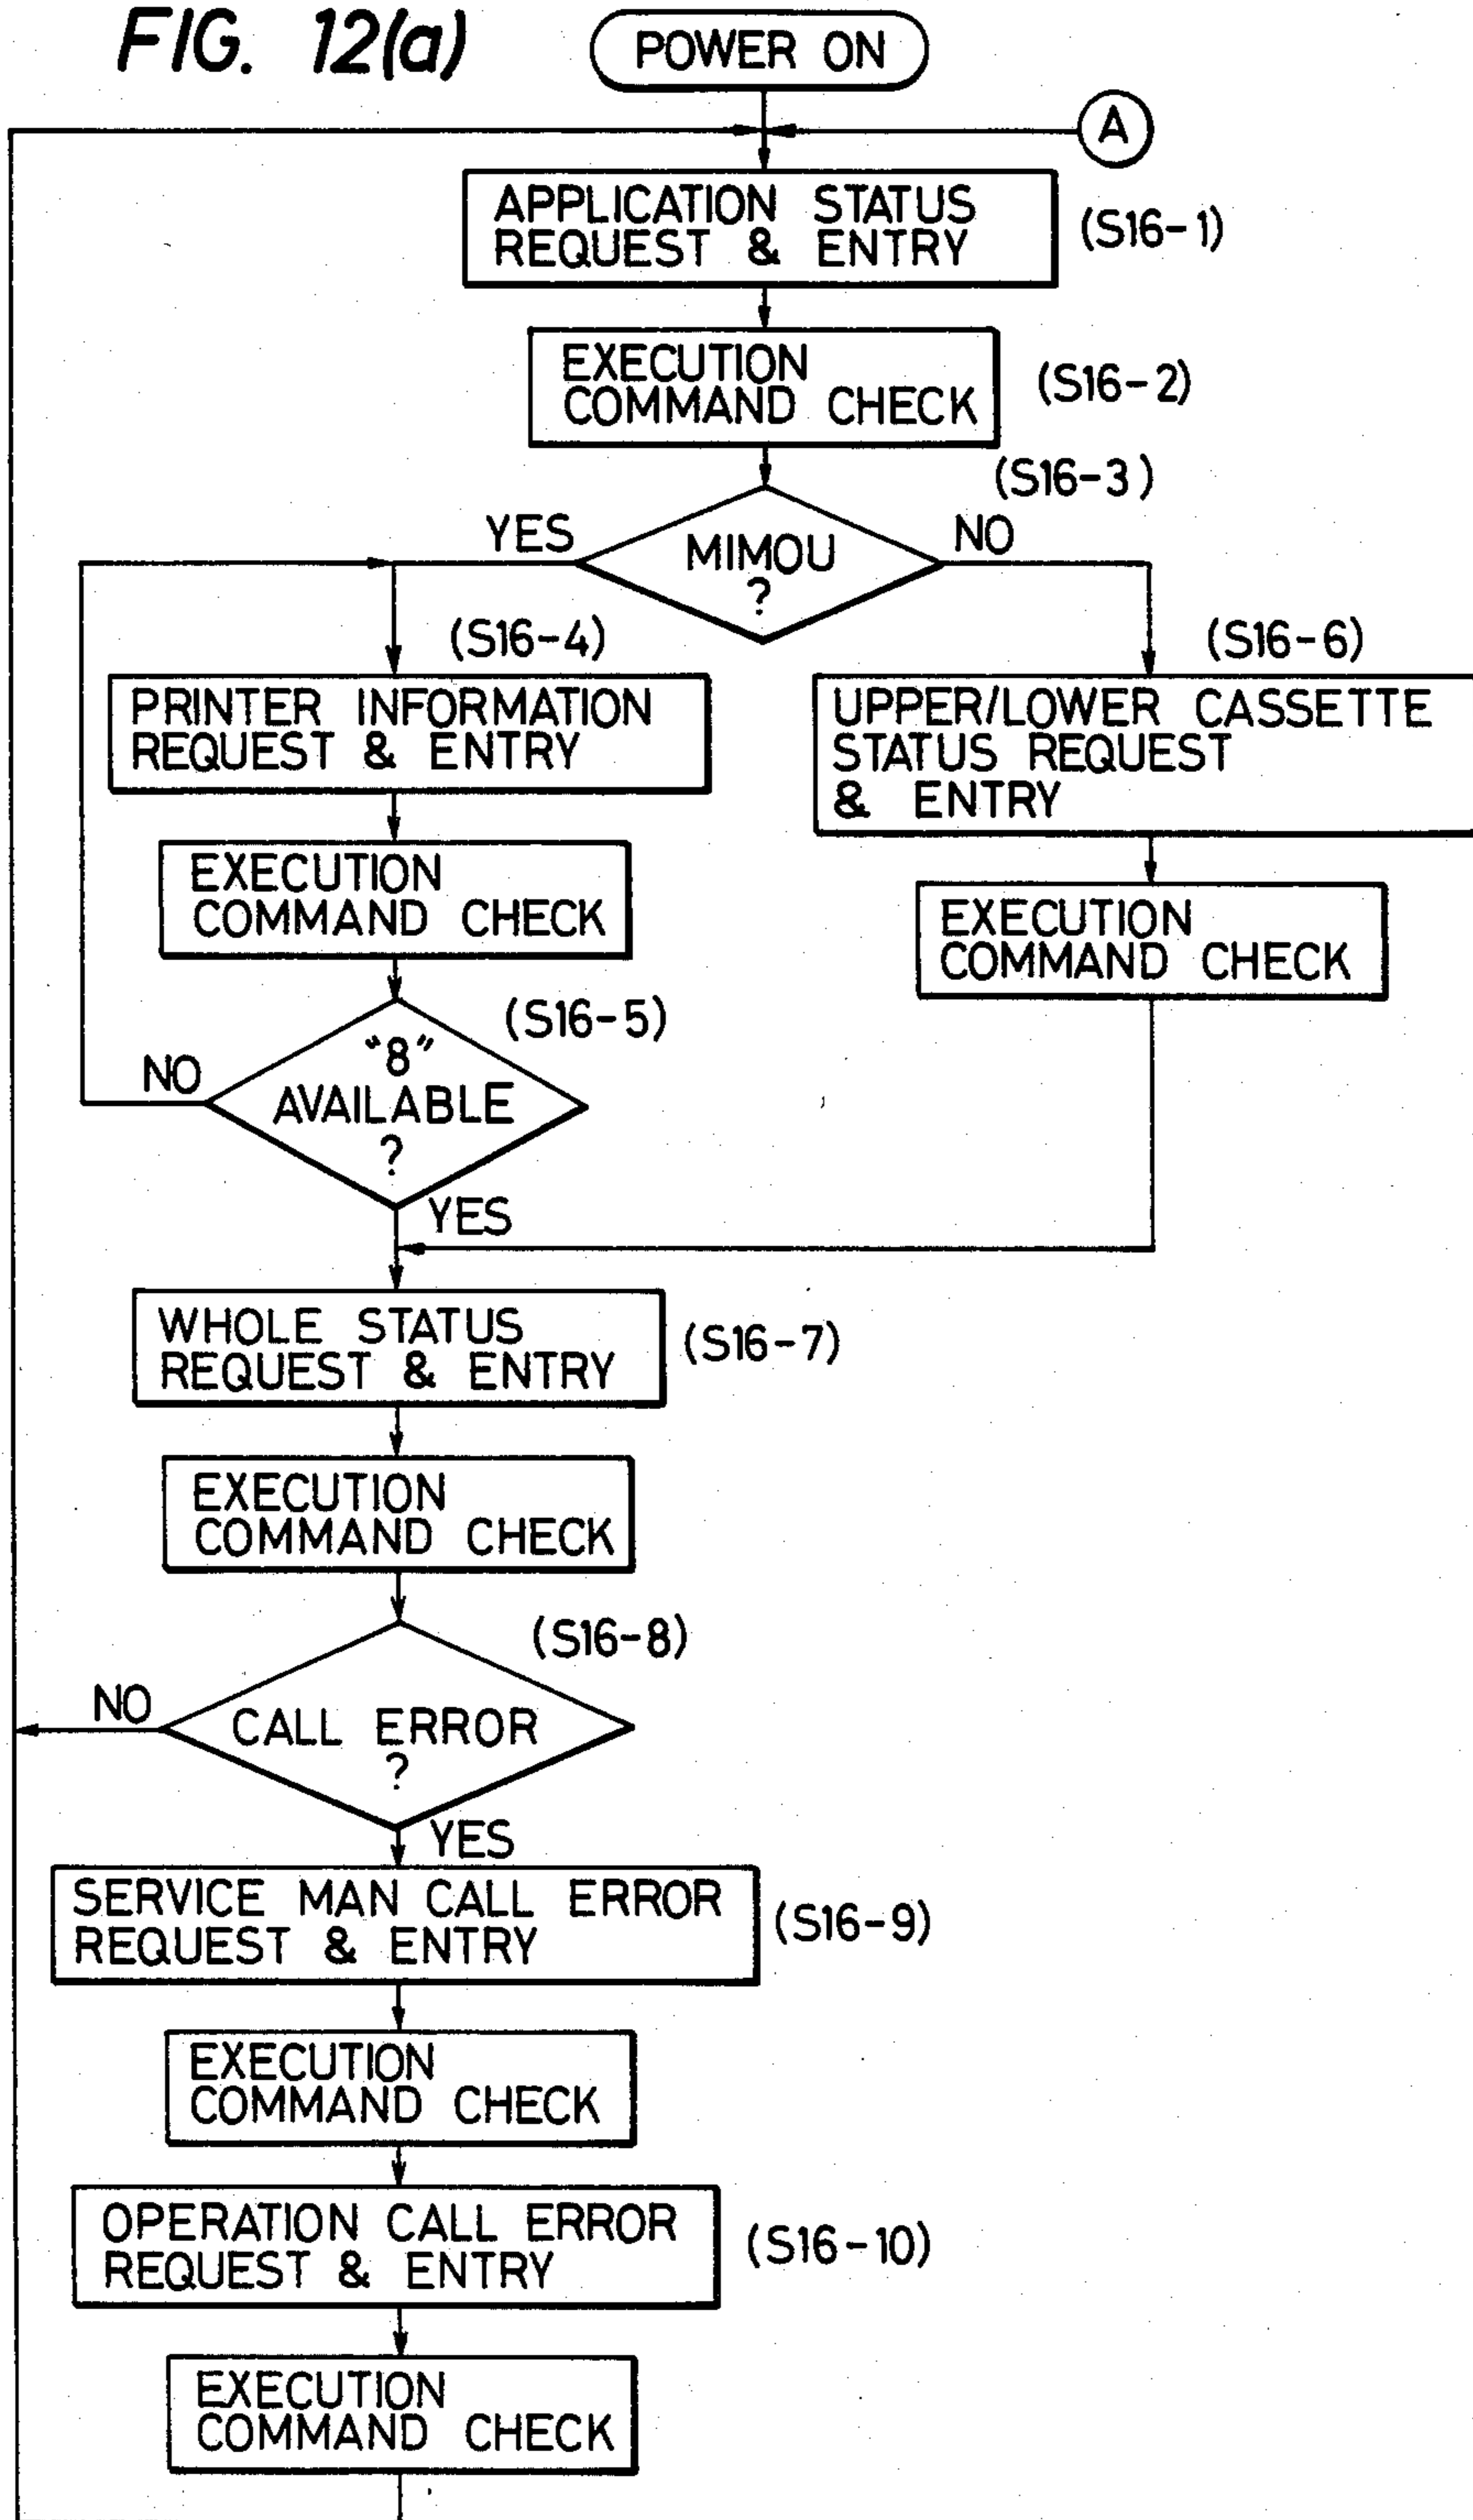 FIG. 12(a)
POWER ON
A
APPLICATION STATUS
REQUEST & ENTRY
(S16-1)
EXECUTION
COMMAND CHECK
(S16-2)
(S16-3)
YES
MIMOU
?
NO
(S16-4)
(S16-6)
PRINTER INFORMATION
REQUEST & ENTRY
UPPER/LOWER CASSETTE
STATUS REQUEST
& ENTRY
EXECUTION
COMMAND CHECK
EXECUTION
COMMAND CHECK
(S16-5)
NO
"8"
AVAILABLE
?
YES
WHOLE STATUS
REQUEST & ENTRY
(S16-7)
EXECUTION
COMMAND CHECK
(S16-8)
NO
CALL ERROR
?
YES
SERVICE MAN CALL ERROR
REQUEST & ENTRY
(S16-9)
EXECUTION
COMMAND CHECK
OPERATION CALL ERROR
REQUEST & ENTRY
(S16-10)
EXECUTION
COMMAND CHECK